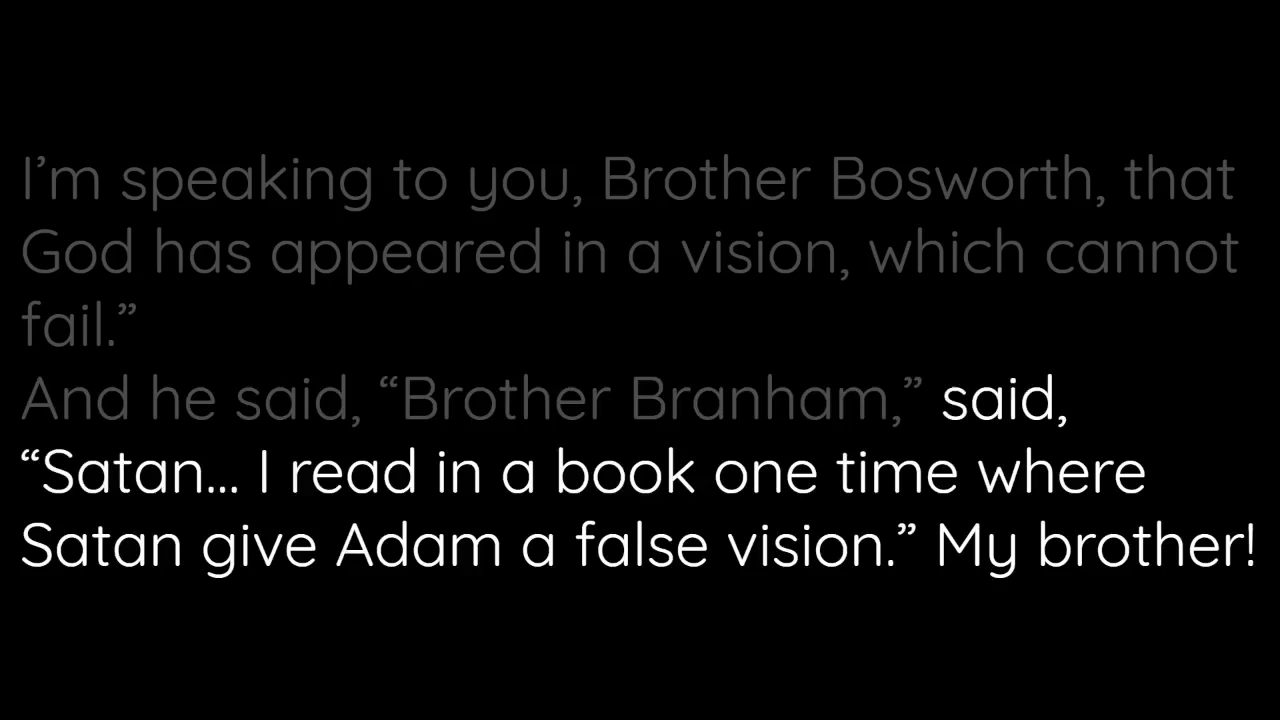 I’m speaking to you, Brother Bosworth, that
God has appeared in a vision, which cannot
fail.”
And he said, “Brother Branham,” said,
“Satan... I read in a book one time where
Satan give Adam a false vision.” My brother!